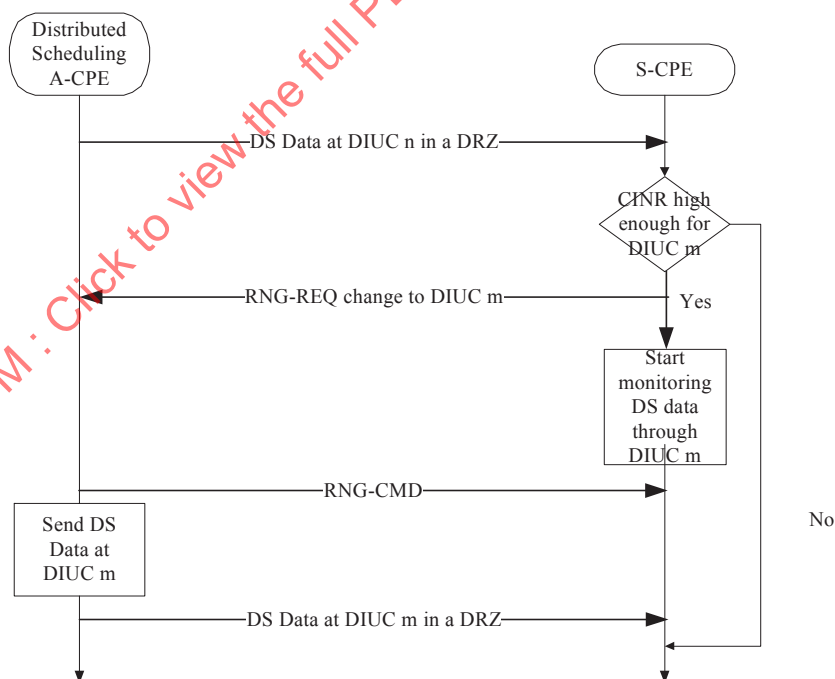 Distributed
Scheduling
A-CPE
S-CPE
DS Data at DIUC n in a DRZ
CINR high
enough for
DIUC m
RNG-REQ change to DIUC m
Yes
Start
monitoring
DS data
through
DIUC m
RNG-CMD
Send DS
Data at
DIUC m
No
DS Data at DIUC m in a DRZ
M : Click to view the full P